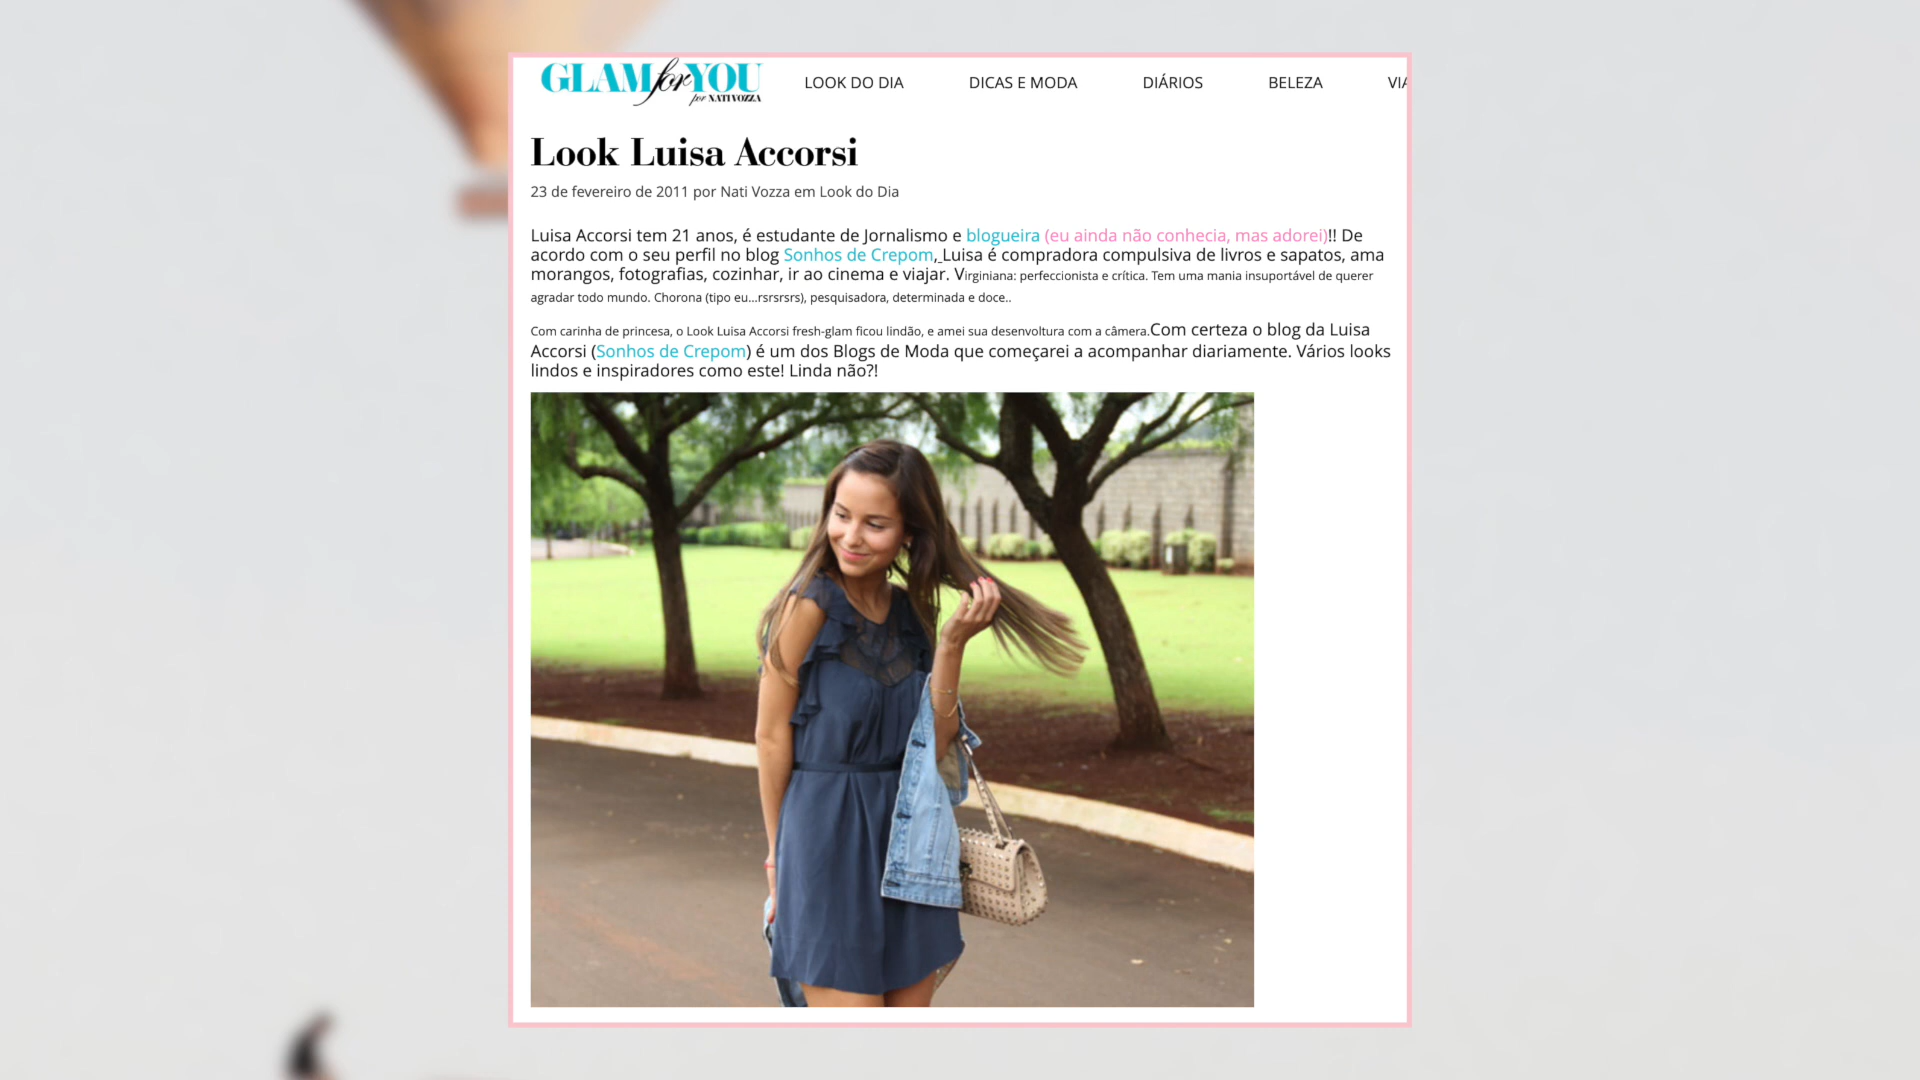 GLAM for YOU
por NATI VOZZA
LOOK DO DIA DICAS E MODA DIÁRIOS BELEZA VIA
Look Luisa Accorsi
23 de fevereiro de 2011 por Nati Vozza em Look do Dia
Luisa Accorsi tem 21 anos, é estudante de Jornalismo e blogueira (eu ainda não conhecia, mas adorei)!! De
acordo com o seu perfil no blog Sonhos de Crepom, Luisa é compradora compulsiva de livros e sapatos, ama
morangos, fotografias, cozinhar, ir ao cinema e viajar. Virginiana: perfeccionista e crítica. Tem uma mania insuportável de querer
agradar todo mundo. Chorona (tipo eu...rsrsrsrs), pesquisadora, determinada e doce..
Com carinha de princesa, o Look Luisa Accorsi fresh-glam ficou lindão, e amei sua desenvoltura com a câmera.Com certeza o blog da Luisa
Accorsi (Sonhos de Crepom) é um dos Blogs de Moda que começarei a acompanhar diariamente. Vários looks
lindos e inspiradores como este! Linda não?!